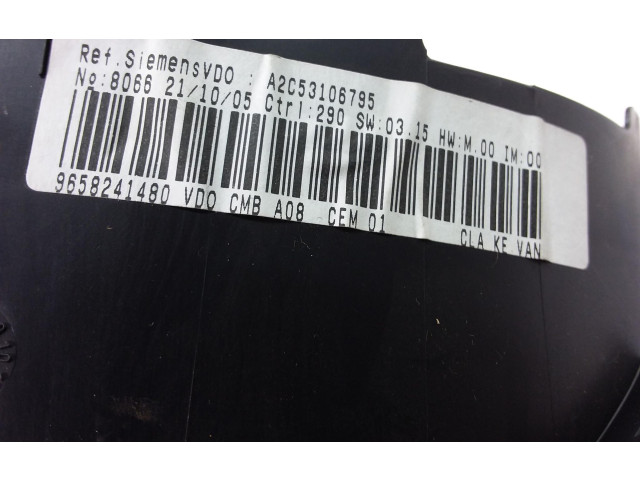 Ref.SiemensVDO : A2C53106795
No:8066 21/10/05 Ctrl:290 SW:03.15 HW:M.00 IM:00
9658241480 VDO CMB A08 CEM 01 CLA KE VAN